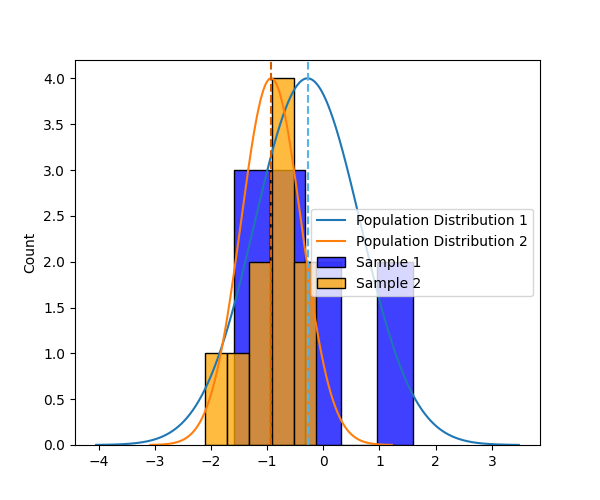 4.0
3.5
3.0
2.5
2.0
1.5
1.0
0.5
0.0
Count
Population Distribution 1
Population Distribution 2
Sample 1
Sample 2
−4 −3 −2 −1 0 1 2 3